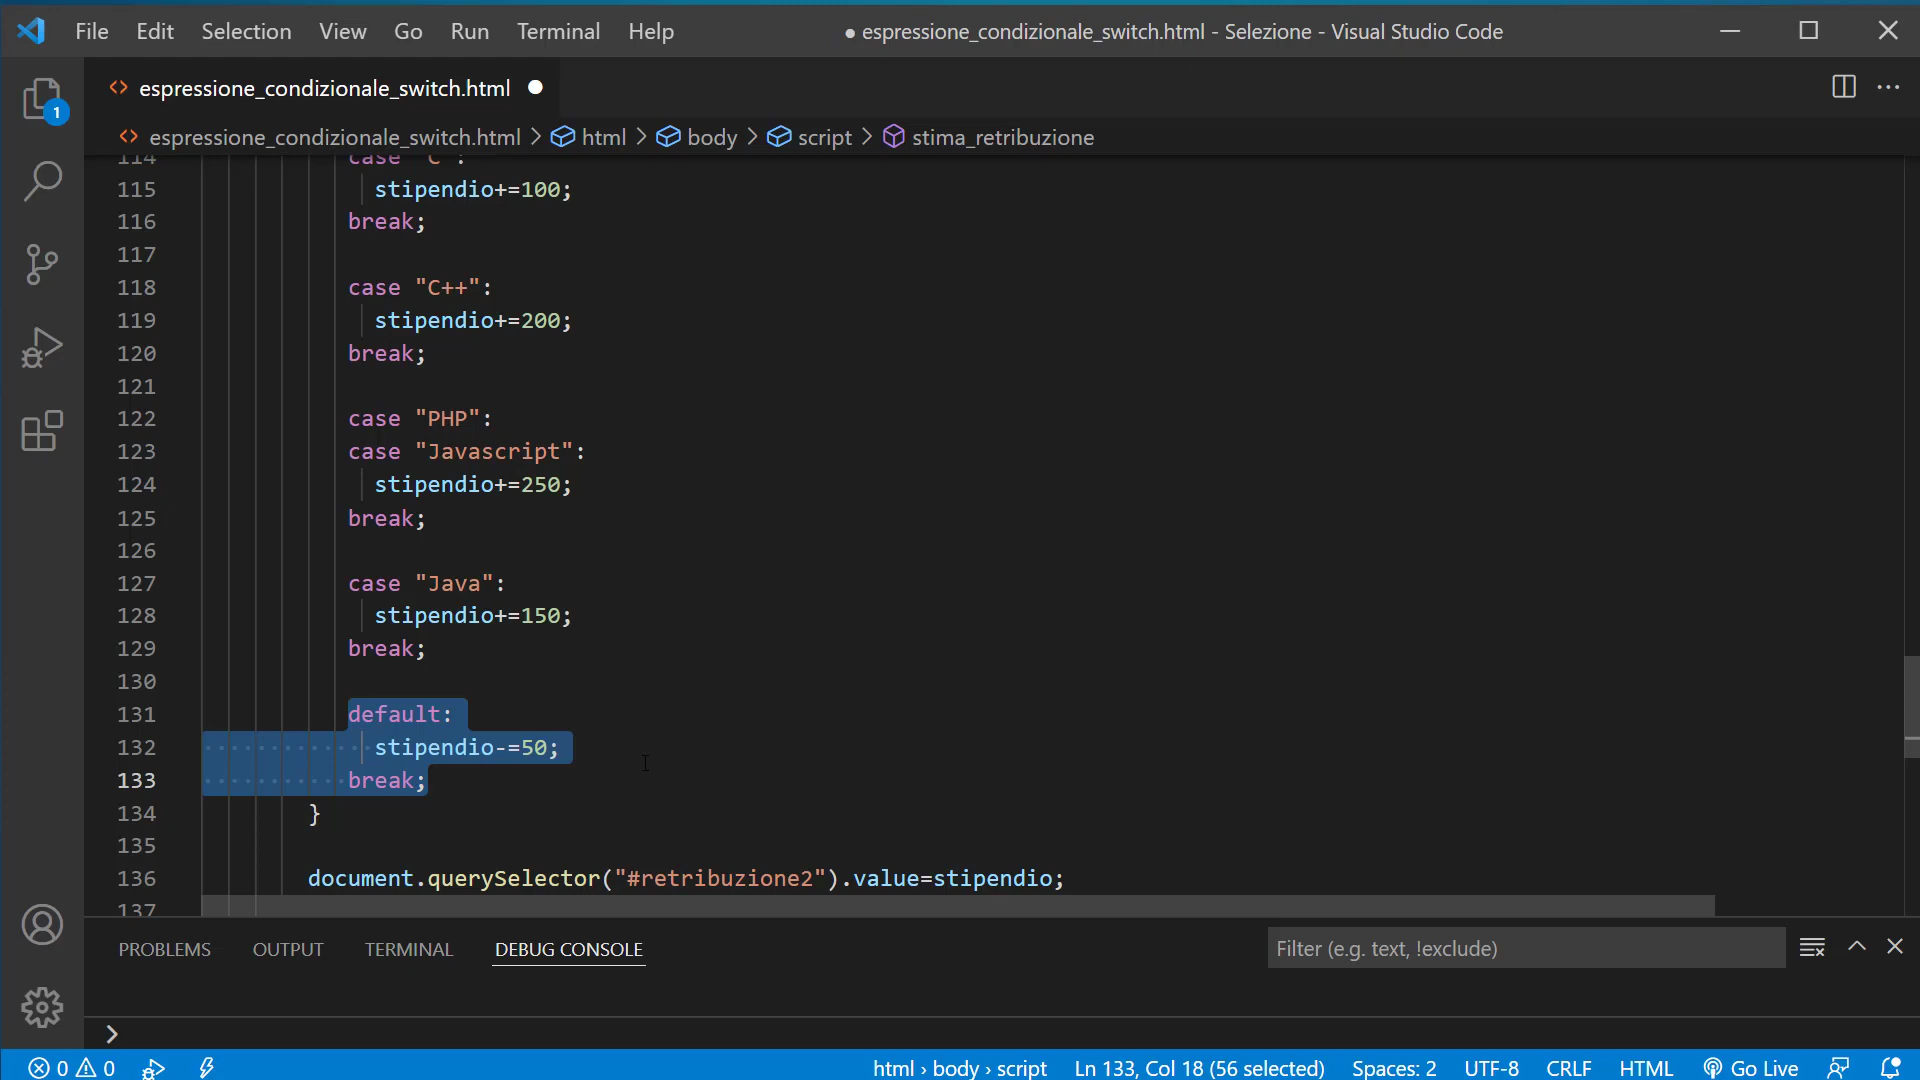 File Edit Selection View Go Run Terminal Help
● espressione_condizionale_switch.html - Selezione - Visual Studio Code
<> espressione_condizionale_switch.html ●
1
<> espressione_condizionale_switch.html > html > body > script > stima_retribuzione
114 case "C":
115 stipendio+=100;
116 break;
117
118 case "C++":
119 stipendio+=200;
120 break;
121
122 case "PHP":
123 case "Javascript":
124 stipendio+=250;
125 break;
126
127 case "Java":
128 stipendio+=150;
129 break;
130
131 default:
132 stipendio-=50;
133 break;
134 }
135
136 document.querySelector("#retribuzione2").value=stipendio;
137
PROBLEMS OUTPUT TERMINAL DEBUG CONSOLE
Filter (e.g. text, !exclude)
>
0 0 html › body › script Ln 133, Col 18 (56 selected) Spaces: 2 UTF-8 CRLF HTML Go Live